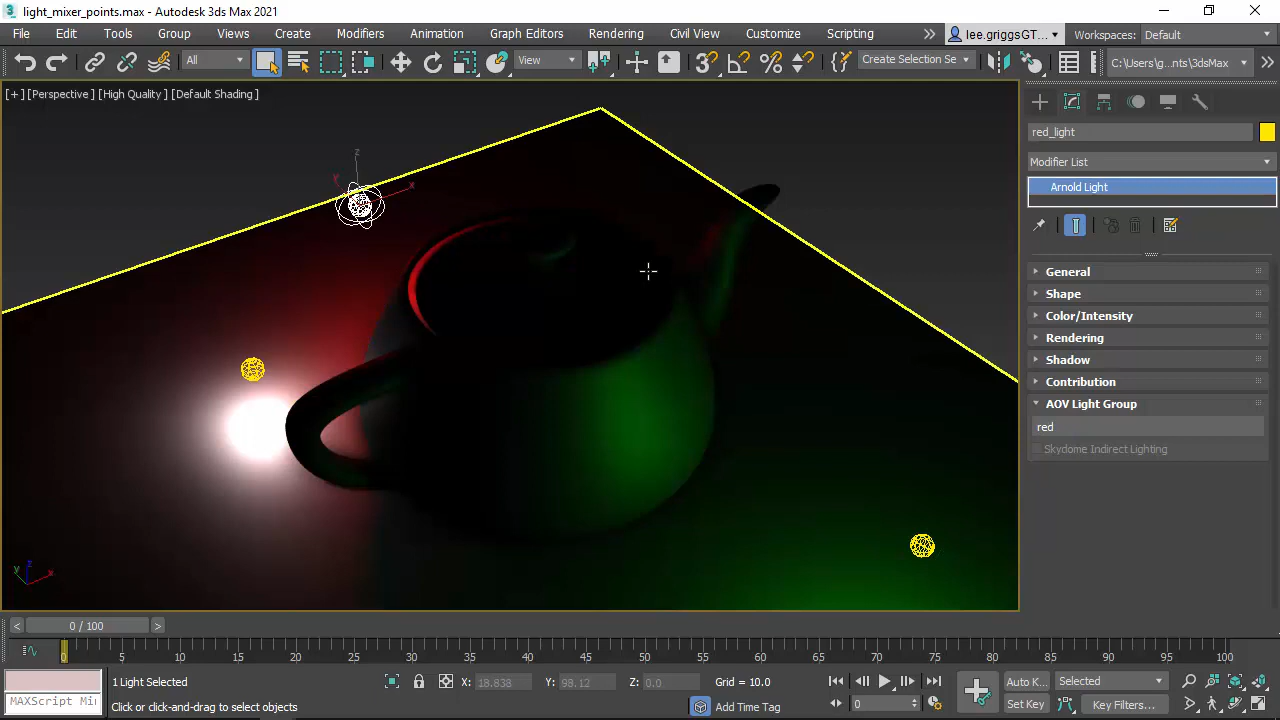 light_mixer_points.max - Autodesk 3ds Max 2021
File Edit Tools Group Views Create Modifiers Animation Graph Editors Rendering Civil View Customize Scripting
lee.griggsGT...
Workspaces: Default
All
View
Create Selection Se
C:\Users\g...nts\3dsMax
[+] [Perspective ] [High Quality ] [Default Shading ]
z
y
x
z
y
x
red_light
Modifier List
Arnold Light
General
Shape
Color/Intensity
Rendering
Shadow
Contribution
AOV Light Group
red
Skydome Indirect Lighting
< 0 / 100 >
0 5 10 15 20 25 30 35 40 45 50 55 60 65 70 75 80 85 90 95 100
1 Light Selected
X: 18.838 Y: 98.12 Z: 0.0 Grid = 10.0
Auto K...
Selected
MAXScript Mi
Click or click-and-drag to select objects
Add Time Tag
0
Set Key
Key Filters...